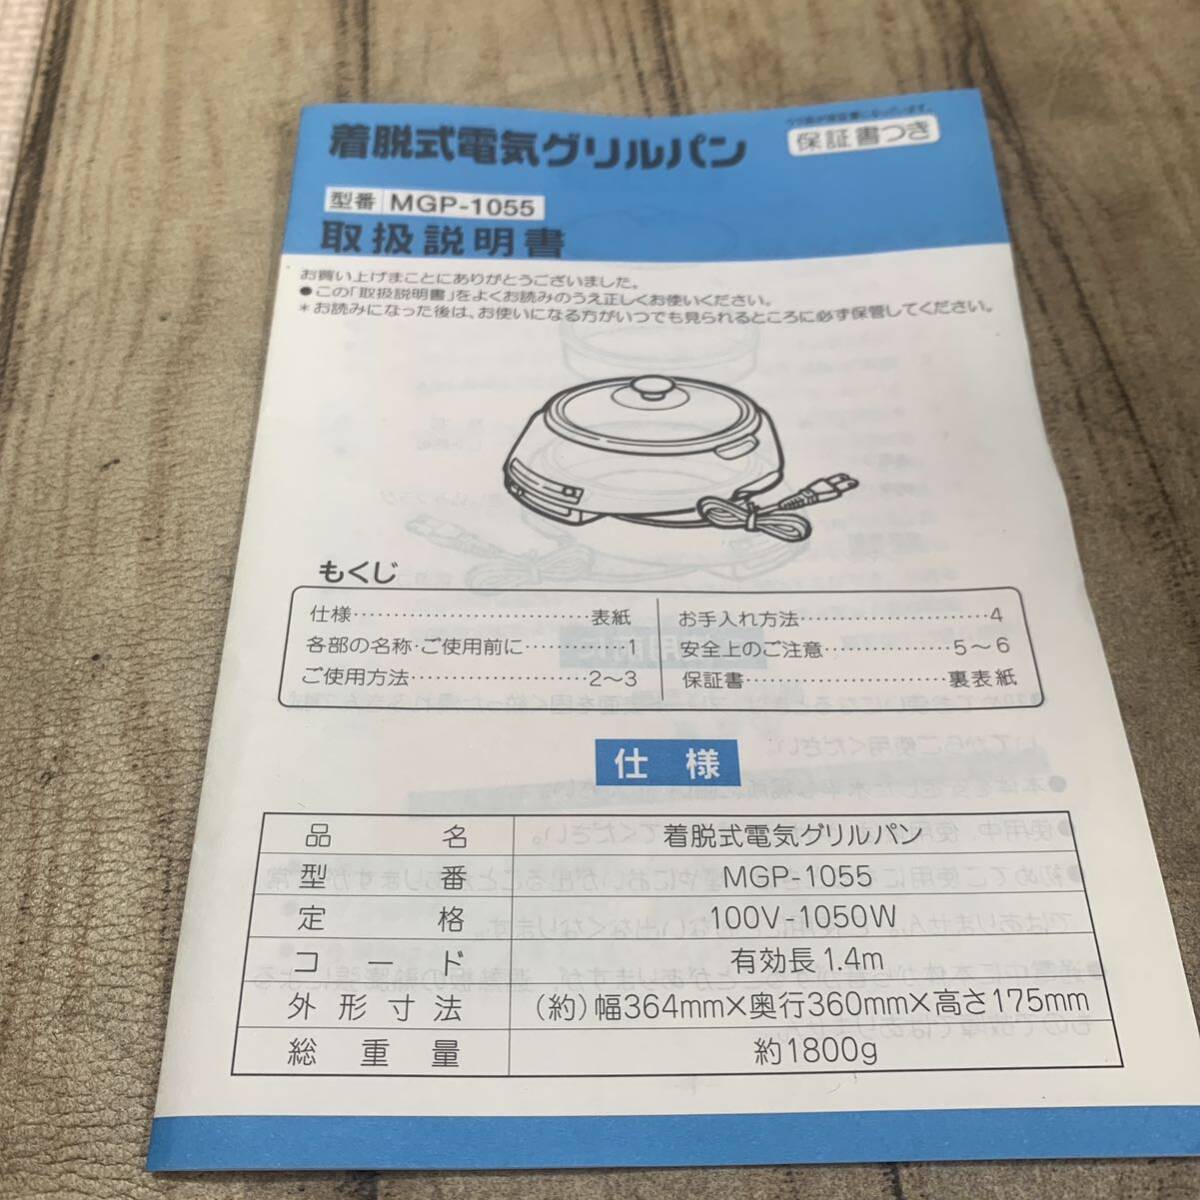 着脱式電気グリルパン
保証書つき
型番 MGP-1055
取扱説明書
お買い上げまことにありがとうございました。
●この「取扱説明書」をよくお読みのうえ正しくお使いください。
＊お読みになった後は、お使いになる方がいつでも見られるところに必ず保管してください。
もくじ
仕様……………………………表紙
各部の名称・ご使用前に…………1
ご使用方法……………………2〜3
お手入れ方法……………………4
安全上のご注意……………5〜6
保証書………………………裏表紙
仕様
品名 着脱式電気グリルパン
型番 MGP-1055
定格 100V-1050W
コード 有効長1.4m
外形寸法 （約）幅364mm×奥行360mm×高さ175mm
総重量 約1800g